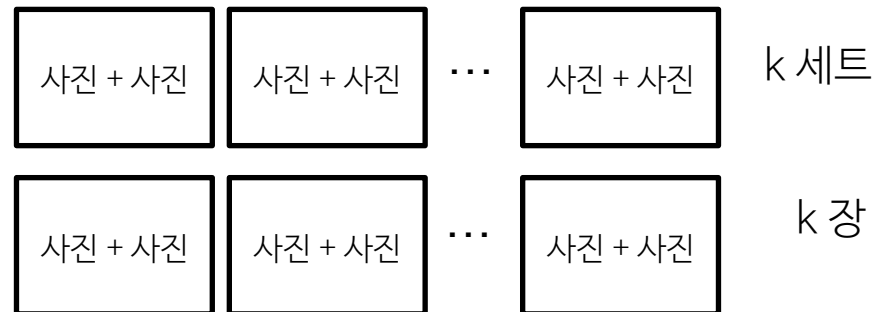 사진 + 사진 사진 + 사진 ... 사진 + 사진 k 세트
사진 + 사진 사진 + 사진 ... 사진 + 사진 k 장